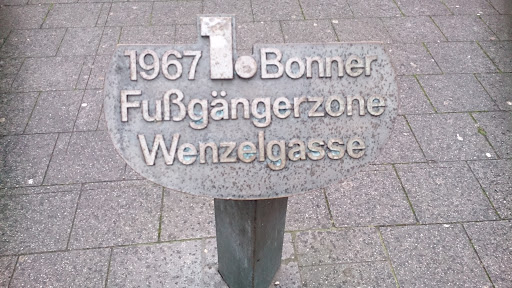 1967 1. Bonner
Fußgängerzone
Wenzelgasse